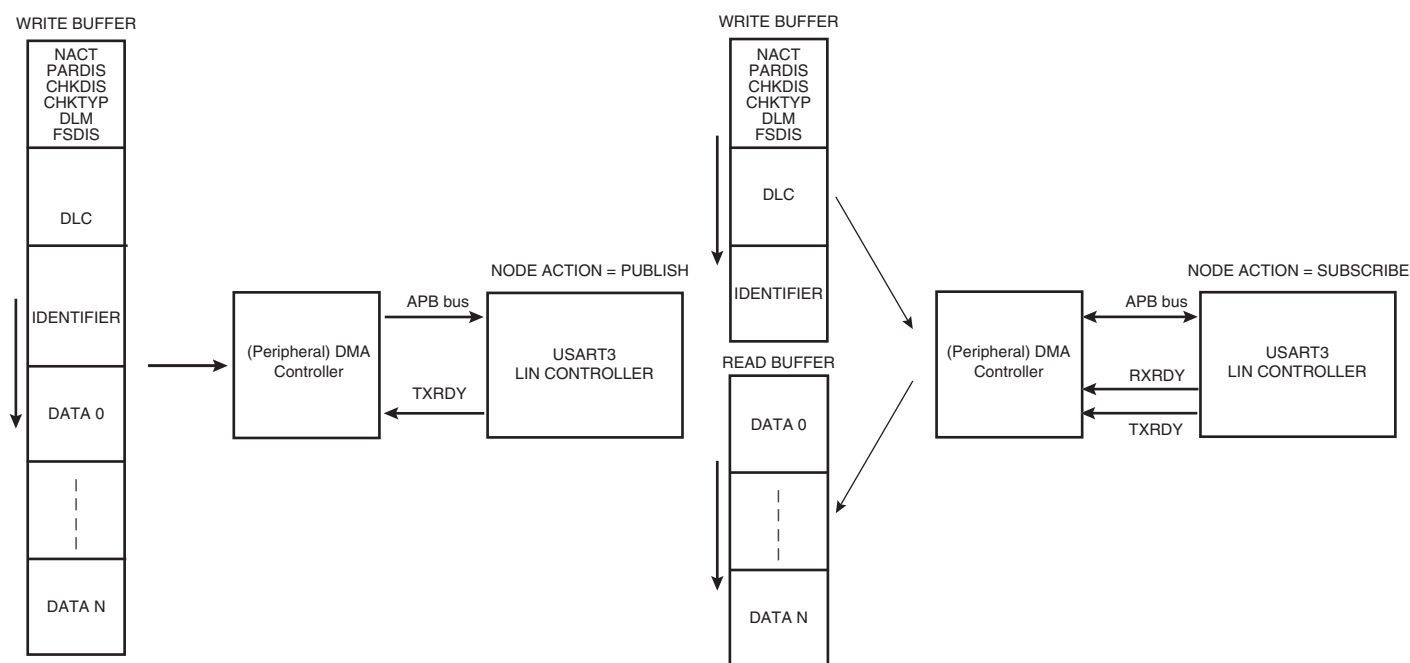 WRITE BUFFER
NACT
PARDIS
CHKDIS
CHKTYP
DLM
FSDIS
DLC
IDENTIFIER
DATA 0
DATA N
(Peripheral) DMA
Controller
APB bus
TXRDY
NODE ACTION = PUBLISH
USART3
LIN CONTROLLER
WRITE BUFFER
NACT
PARDIS
CHKDIS
CHKTYP
DLM
FSDIS
DLC
IDENTIFIER
READ BUFFER
DATA 0
DATA N
(Peripheral) DMA
Controller
APB bus
RXRDY
TXRDY
NODE ACTION = SUBSCRIBE
USART3
LIN CONTROLLER